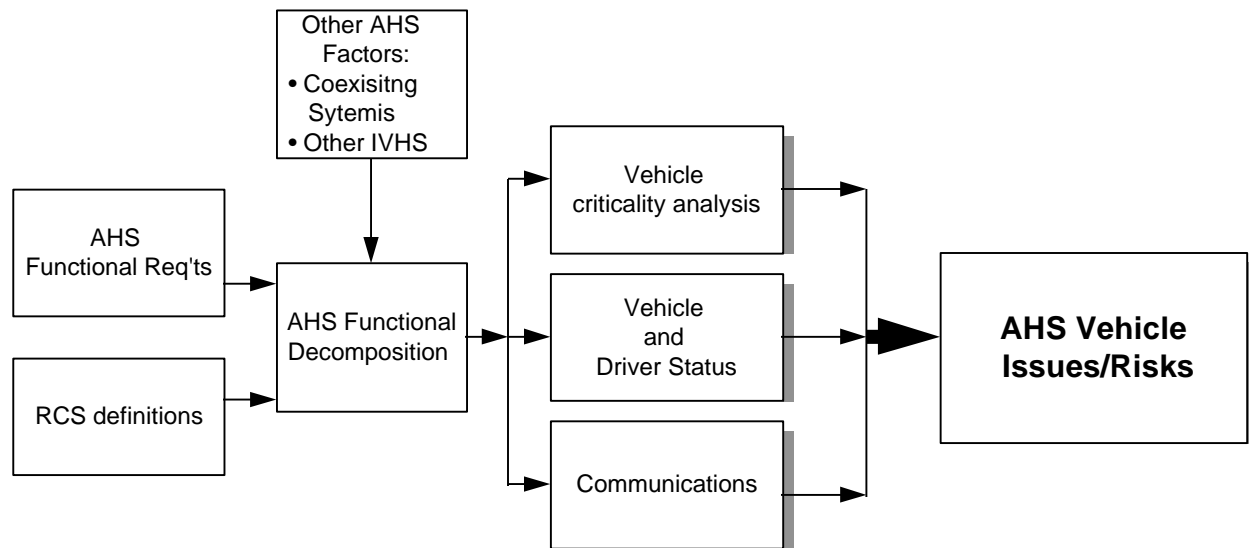 Other AHS
Factors:
• Coexisitng
Sytemis
• Other IVHS
Vehicle
criticality analysis
AHS
Functional Req'ts
AHS Functional
Decomposition
Vehicle
and
Driver Status
AHS Vehicle
Issues/Risks
RCS definitions
Communications